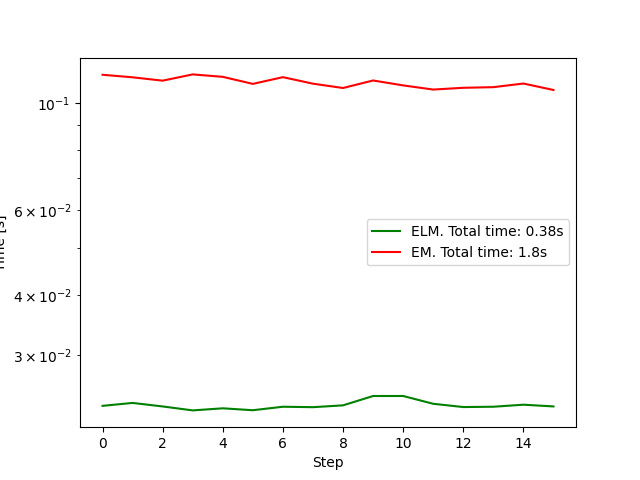 10⁻¹
6 × 10⁻²
4 × 10⁻²
3 × 10⁻²
[s]
ELM. Total time: 0.38s
EM. Total time: 1.8s
0 2 4 6 8 10 12 14
Step